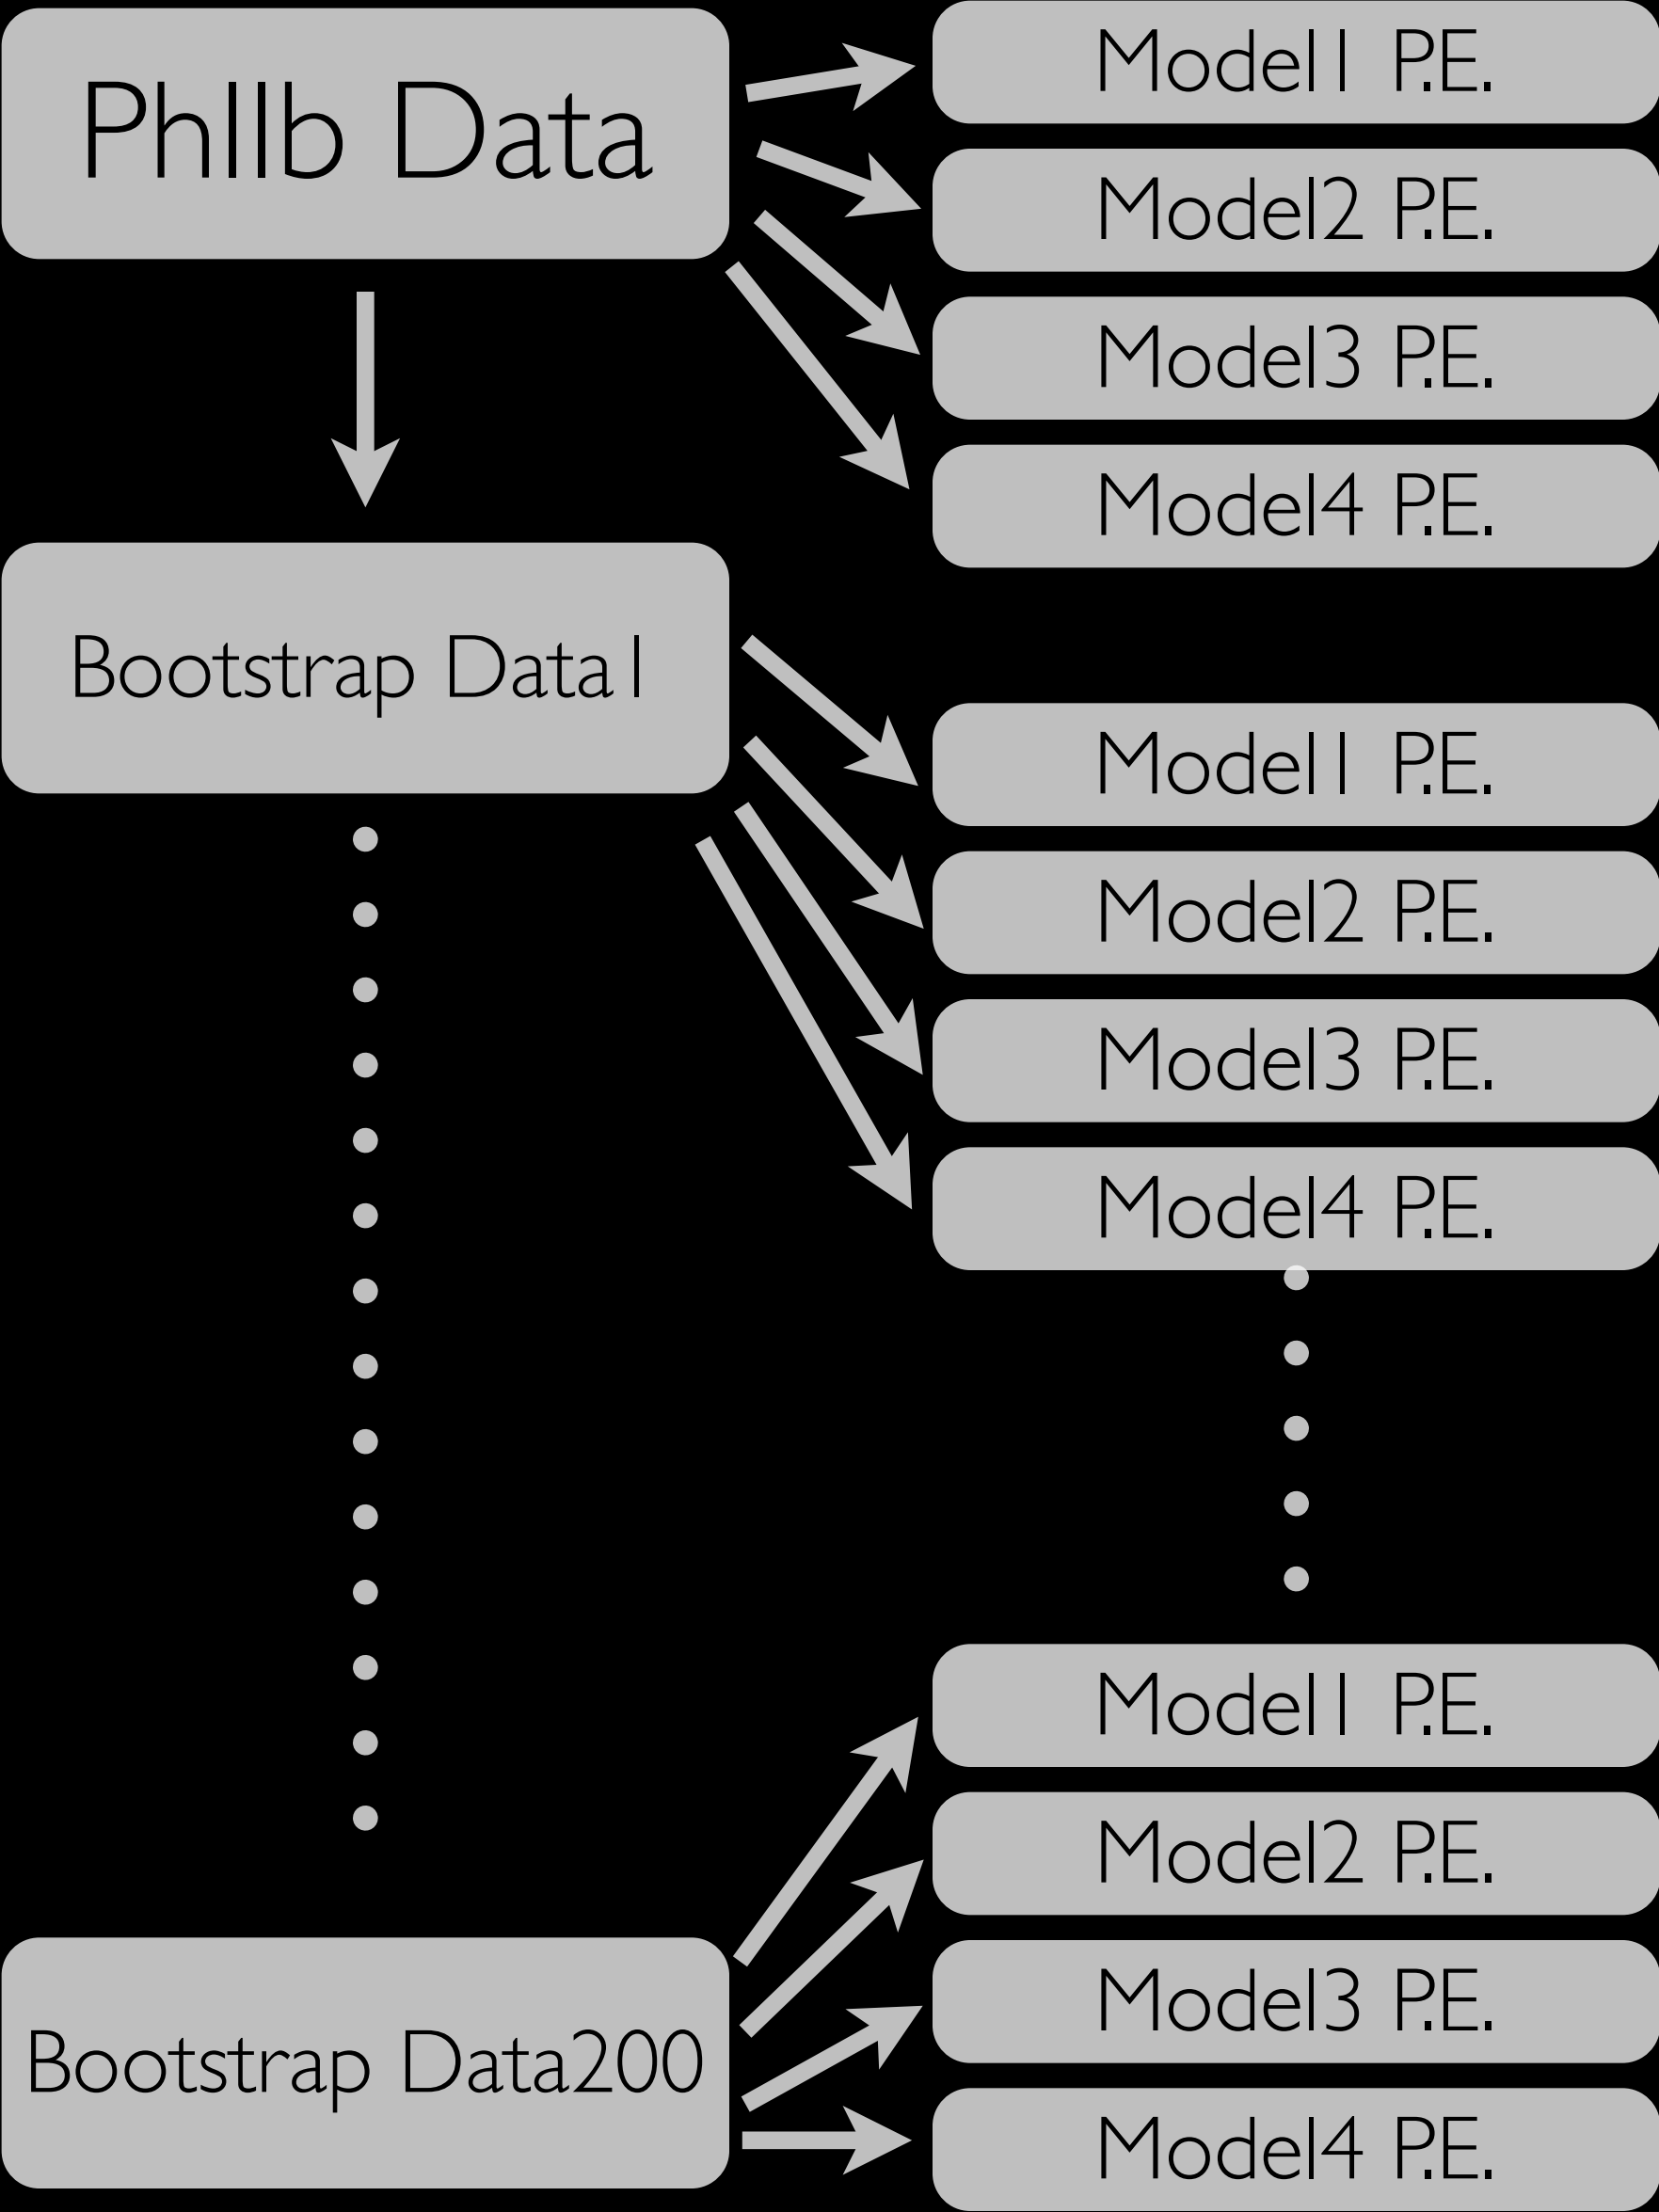 PhIIb Data
Model1 P.E.
Model2 P.E.
Model3 P.E.
Model4 P.E.
Bootstrap Data1
Model1 P.E.
Model2 P.E.
Model3 P.E.
Model4 P.E.
Bootstrap Data200
Model1 P.E.
Model2 P.E.
Model3 P.E.
Model4 P.E.